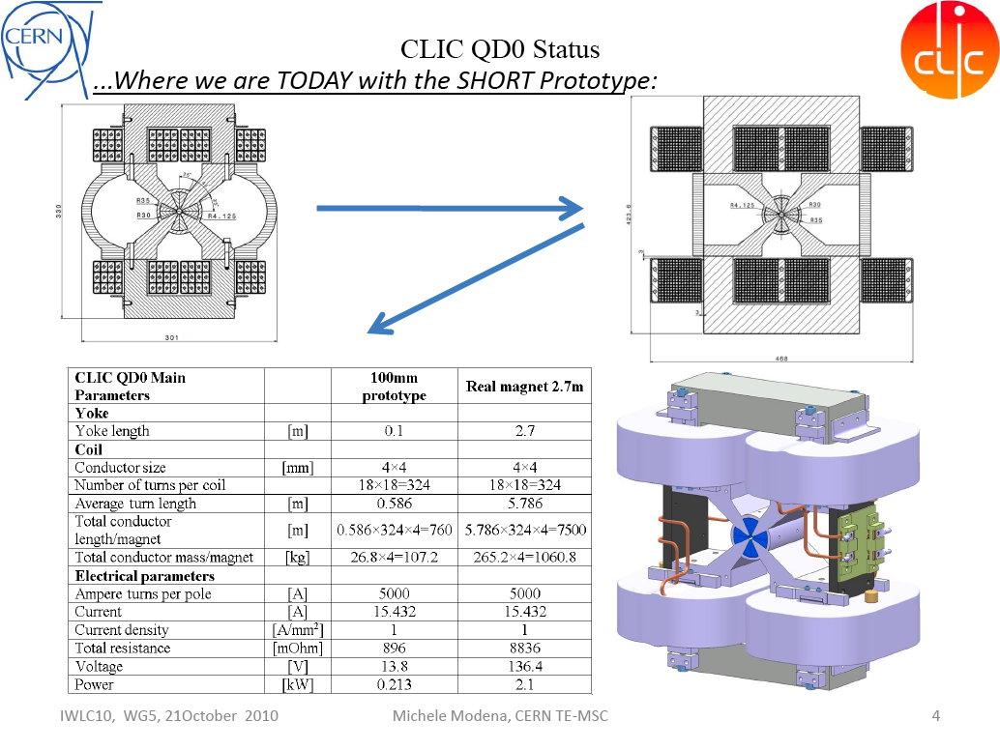 CERN
clic
CLIC QD0 Status
...Where we are TODAY with the SHORT Prototype:
330
R35
R30
R4.125
301
423.6
R4.125
R30
R35
3
3
468
CLIC QD0 Main Parameters 100mm prototype Real magnet 2.7m
Yoke
Yoke length [m] 0.1 2.7
Coil
Conductor size [mm] 4×4 4×4
Number of turns per coil 18×18=324 18×18=324
Average turn length [m] 0.586 5.786
Total conductor length/magnet [m] 0.586×324×4=760 5.786×324×4=7500
Total conductor mass/magnet [kg] 26.8×4=107.2 265.2×4=1060.8
Electrical parameters
Ampere turns per pole [A] 5000 5000
Current [A] 15.432 15.432
Current density [A/mm²] 1 1
Total resistance [mOhm] 896 8836
Voltage [V] 13.8 136.4
Power [kW] 0.213 2.1
IWLC10, WG5, 21October 2010 Michele Modena, CERN TE-MSC 4